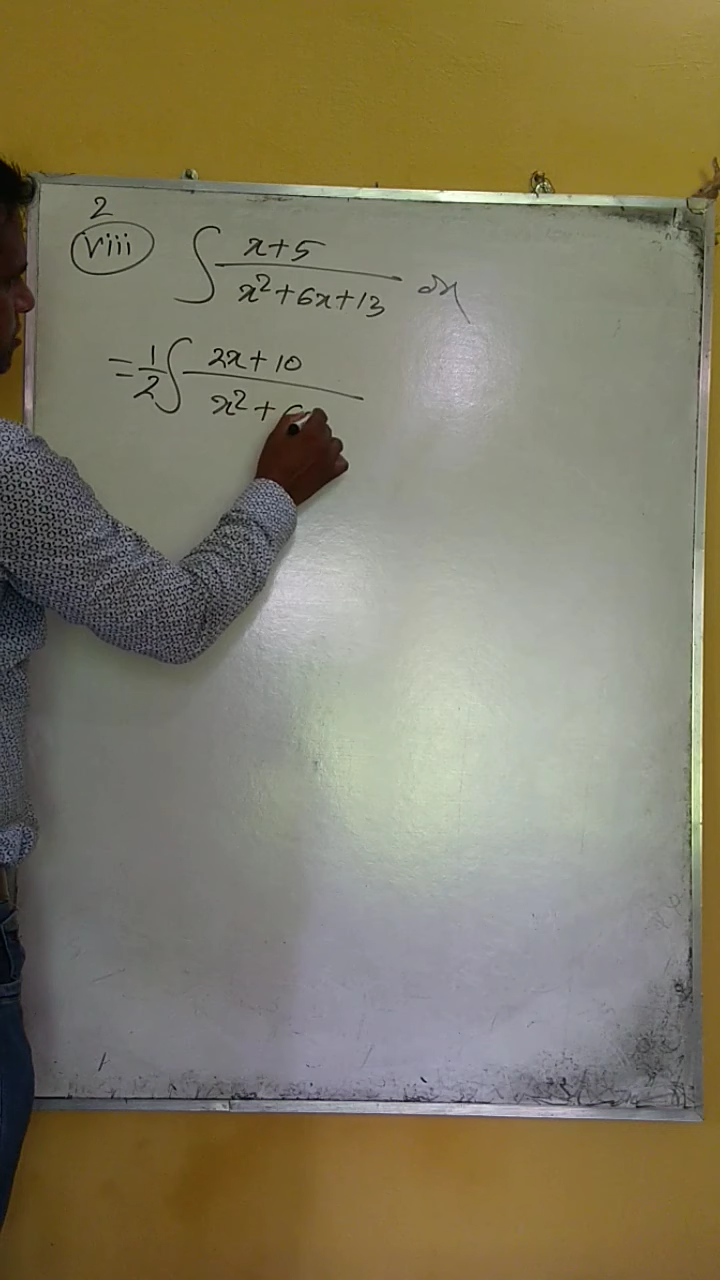 2
viii ∫ x+5 / x²+6x+13 dx
= 1/2 ∫ 2x+10 / x²+6